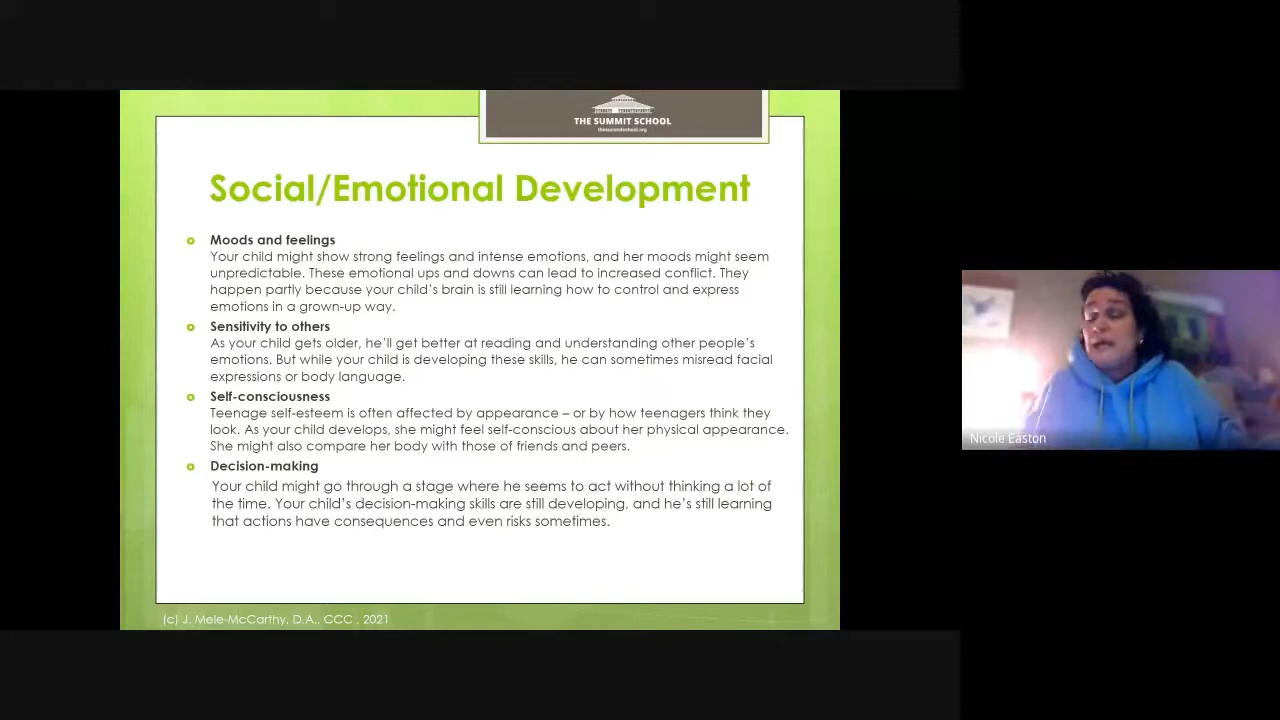 THE SUMMIT SCHOOL
thesummitschool.org
Social/Emotional Development
Moods and feelings
Your child might show strong feelings and intense emotions, and her moods might seem
unpredictable. These emotional ups and downs can lead to increased conflict. They
happen partly because your child’s brain is still learning how to control and express
emotions in a grown-up way.
Sensitivity to others
As your child gets older, he’ll get better at reading and understanding other people’s
emotions. But while your child is developing these skills, he can sometimes misread facial
expressions or body language.
Self-consciousness
Teenage self-esteem is often affected by appearance – or by how teenagers think they
look. As your child develops, she might feel self-conscious about her physical appearance.
She might also compare her body with those of friends and peers.
Decision-making
Your child might go through a stage where he seems to act without thinking a lot of
the time. Your child’s decision-making skills are still developing, and he’s still learning
that actions have consequences and even risks sometimes.
(c) J. Mele-McCarthy, D.A., CCC , 2021
Nicole Easton